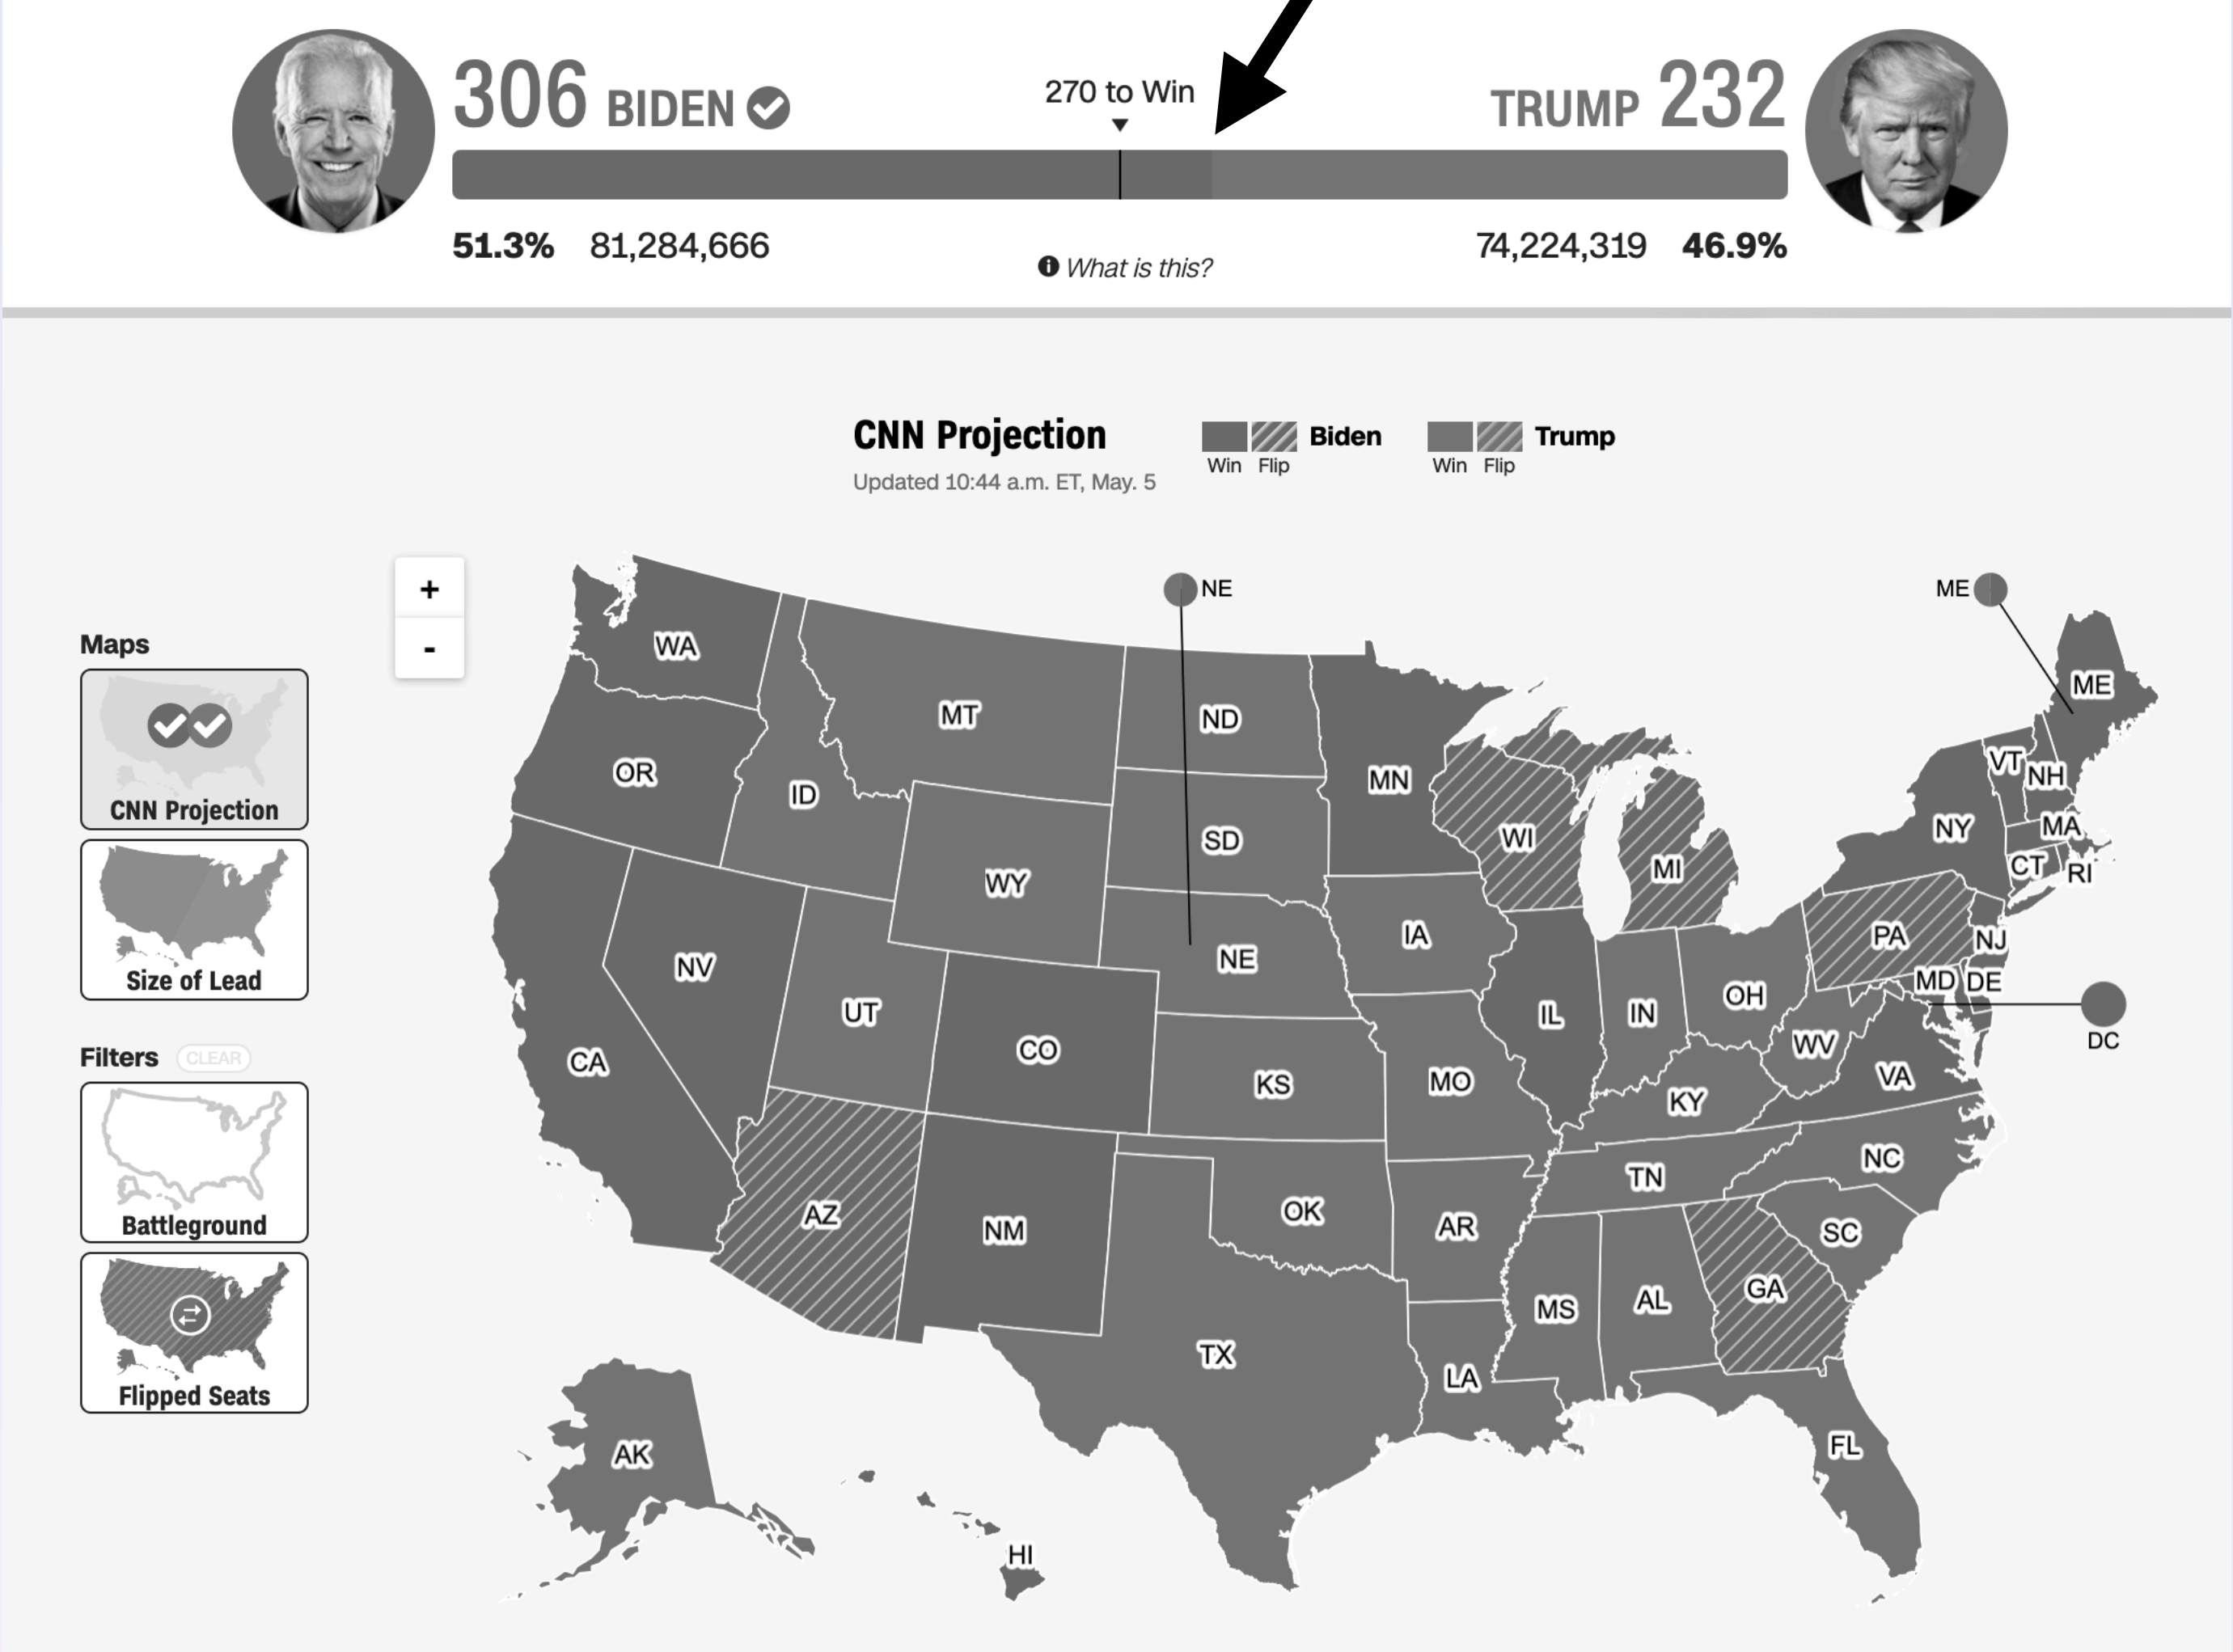 306 BIDEN
270 to Win
TRUMP 232
51.3% 81,284,666
74,224,319 46.9%
What is this?
CNN Projection
Updated 10:44 a.m. ET, May. 5
Win Flip Biden
Win Flip Trump
+
-
Maps
CNN Projection
Size of Lead
Filters CLEAR
Battleground
Flipped Seats
NE
ME
WA
MT
ND
MN
ME
OR
ID
SD
WI
MI
VT
NH
NY
MA
WY
CT
RI
NV
NE
IA
PA
NJ
UT
CO
IL
IN
OH
MD
DE
DC
CA
KS
MO
WV
VA
KY
AZ
NM
OK
AR
TN
NC
SC
TX
LA
MS
AL
GA
FL
AK
HI